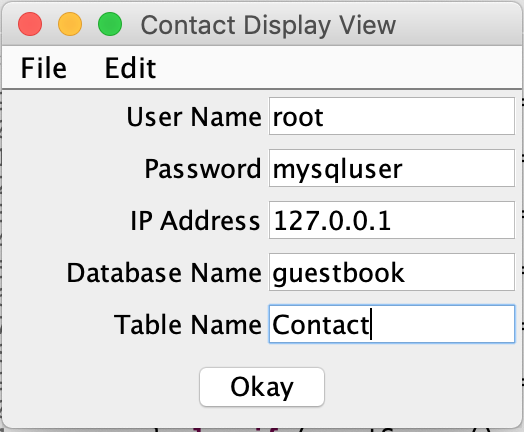 Contact Display View
File Edit
User Name root
Password mysqluser
IP Address 127.0.0.1
Database Name guestbook
Table Name Contact
Okay